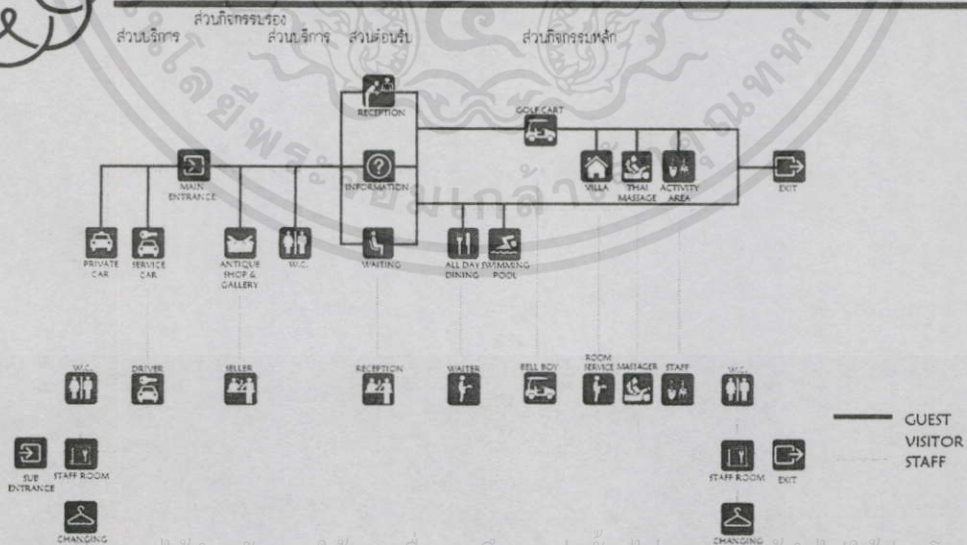 ส่วนกิจกรรมรอง
ส่วนบริการ
ส่วนบริการ
ส่วนต้อนรับ
ส่วนกิจกรรมหลัก
RECEPTION
GOLF CART
MAIN
ENTRANCE
INFORMATION
VILLA
THAI
MASSAGE
ACTIVITY
AREA
EXIT
PRIVATE
CAR
SERVICE
CAR
ANTIQUE
SHOP &
GALLERY
W.C.
WAITING
ALL DAY
DINING
SWIMMING
POOL
W.C.
DRIVER
SELLER
RECEPTION
WAITER
BELL BOY
ROOM
SERVICE
MASSAGER
STAFF
W.C.
GUEST
VISITOR
STAFF
SUB
ENTRANCE
STAFF ROOM
STAFF ROOM
EXIT
CHANGING
CHANGING